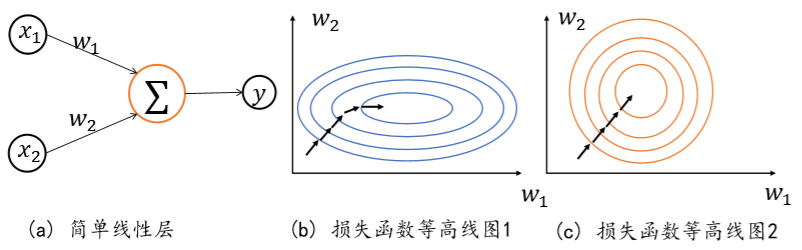 x₁
w₁
w₂
x₂
∑
y
w₂
w₁
w₂
w₁
(a) 简单线性层
(b) 损失函数等高线图1
(c) 损失函数等高线图2